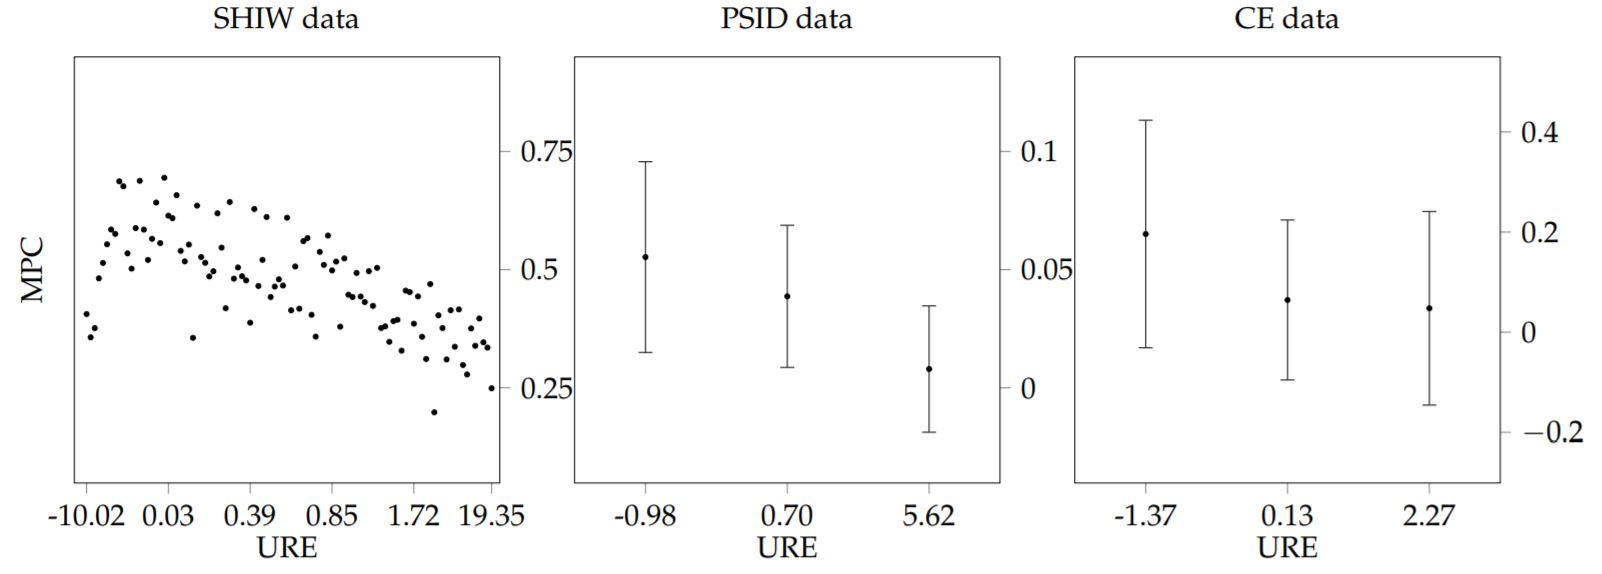 SHIW data
MPC
0.75
0.5
0.25
-10.02 0.03 0.39 0.85 1.72 19.35
URE
PSID data
0.1
0.05
0
-0.98 0.70 5.62
URE
CE data
0.4
0.2
0
−0.2
-1.37 0.13 2.27
URE